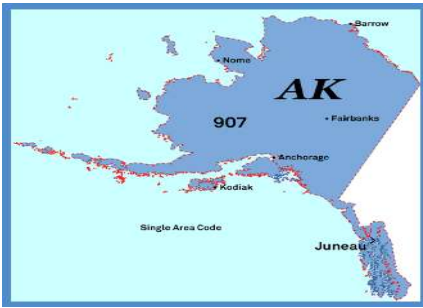 Barrow
Nome
AK
907
Fairbanks
Anchorage
Kodiak
Single Area Code
Juneau